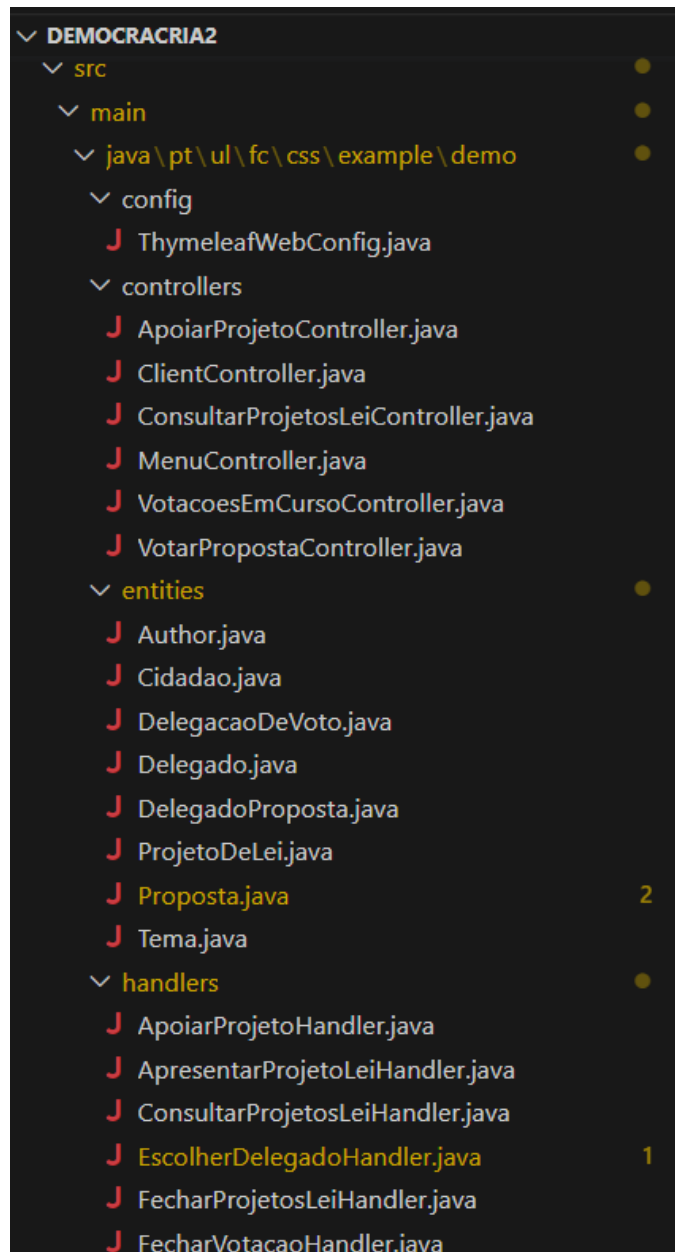 DEMOCRACRIA2
src
main
java\pt\ul\fc\css\example\demo
config
J ThymeleafWebConfig.java
controllers
J ApoiarProjetoController.java
J ClientController.java
J ConsultarProjetosLeiController.java
J MenuController.java
J VotacoesEmCursoController.java
J VotarPropostaController.java
entities
J Author.java
J Cidadao.java
J DelegacaoDeVoto.java
J Delegado.java
J DelegadoProposta.java
J ProjetoDeLei.java
J Proposta.java 2
J Tema.java
handlers
J ApoiarProjetoHandler.java
J ApresentarProjetoLeiHandler.java
J ConsultarProjetosLeiHandler.java
J EscolherDelegadoHandler.java 1
J FecharProjetosLeiHandler.java
J FecharVotacaoHandler.java